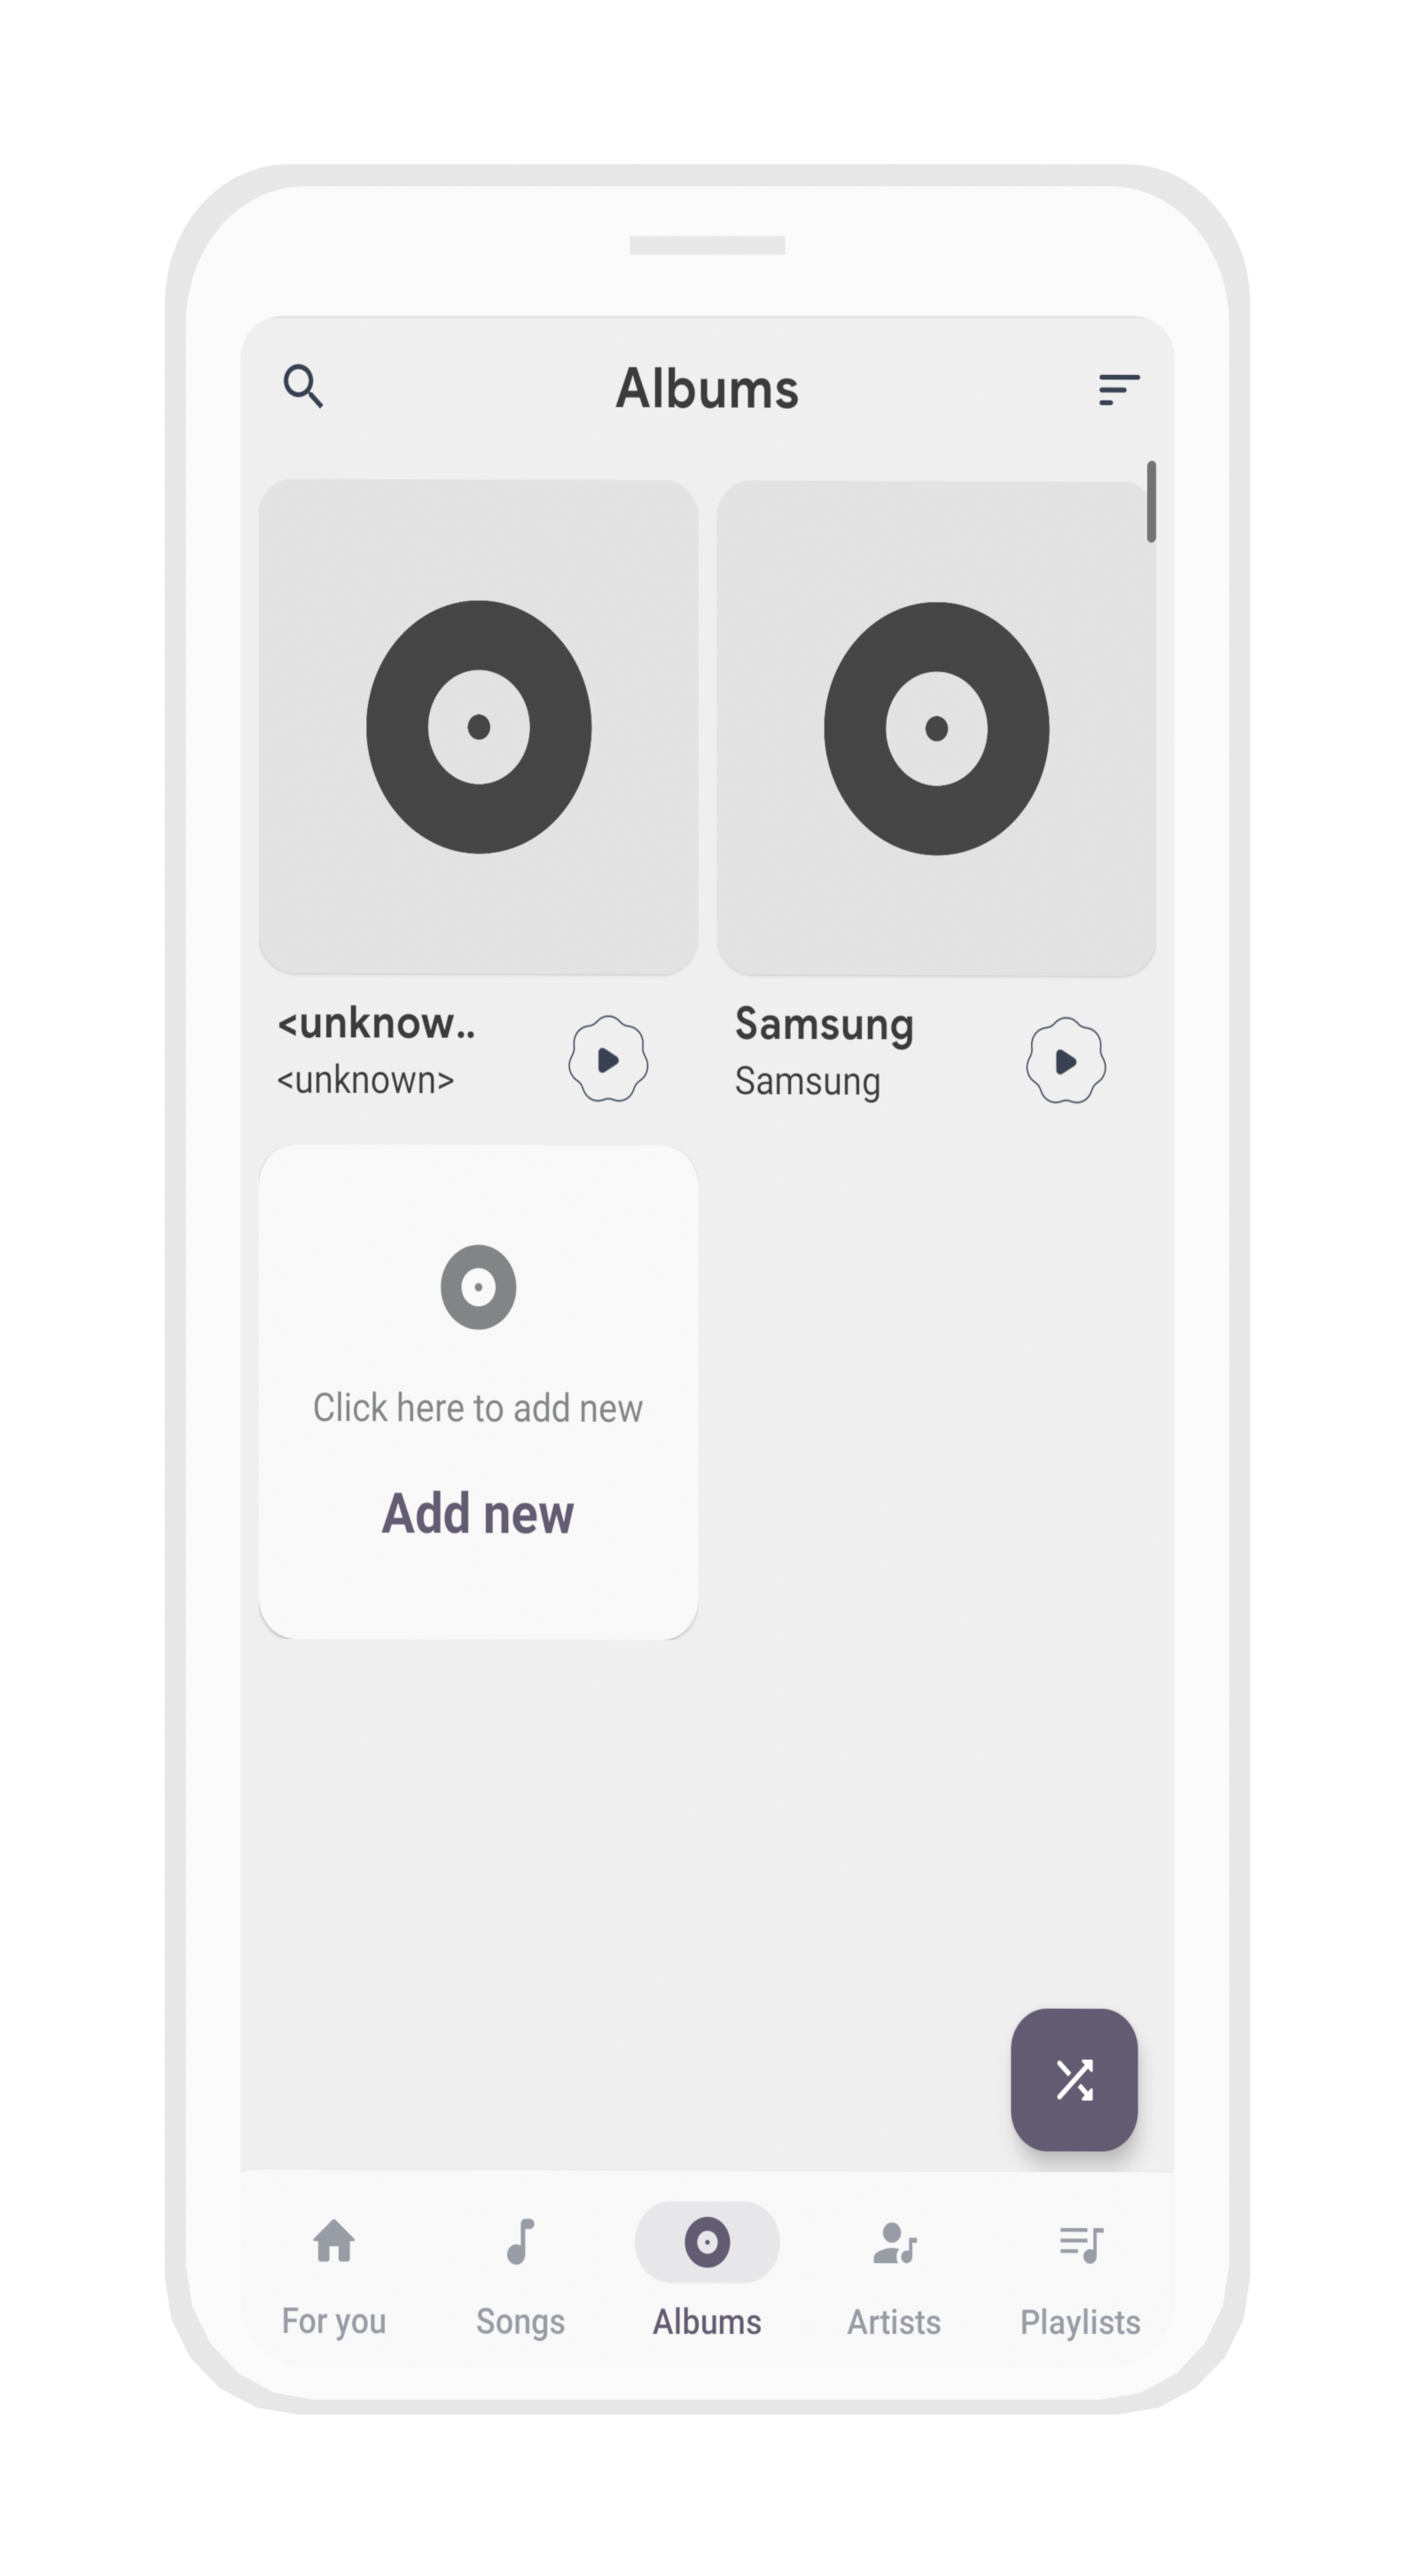 Albums
<unknow..
<unknown>
Samsung
Samsung
Click here to add new
Add new
For you
Songs
Albums
Artists
Playlists